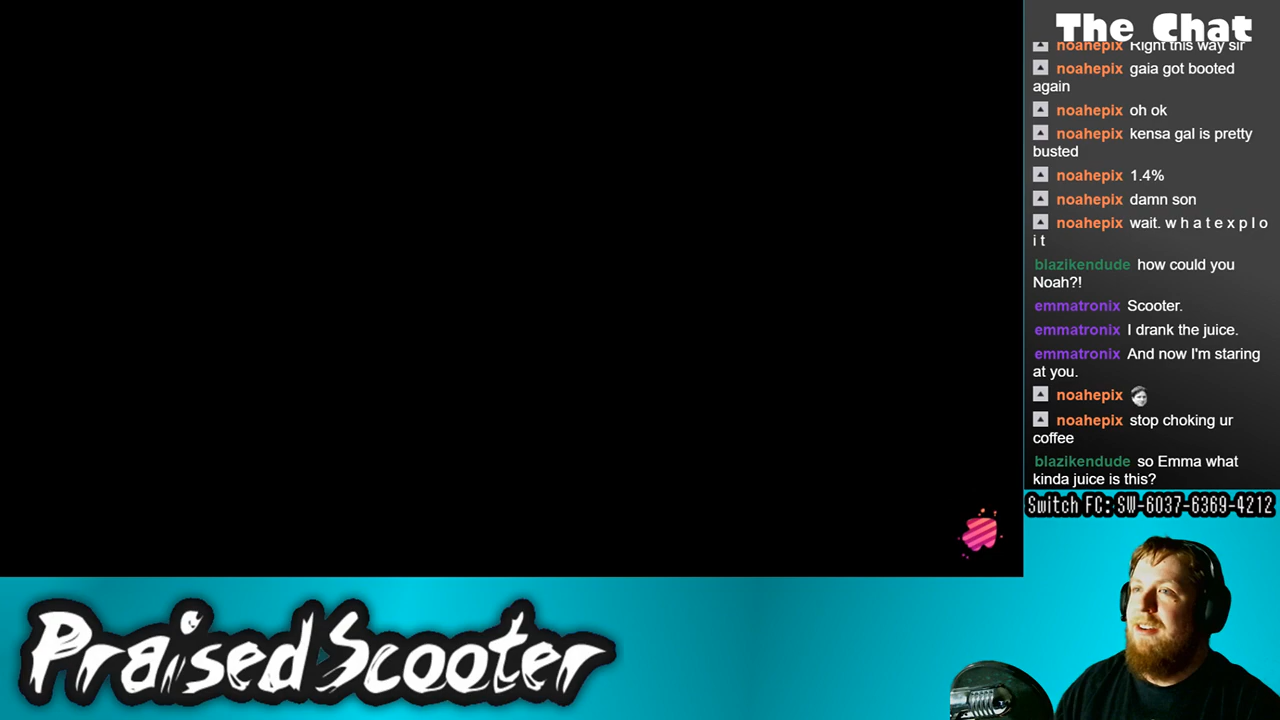 The Chat
noahepix Right this way sir
noahepix gaia got booted
again
noahepix oh ok
noahepix kensa gal is pretty
busted
noahepix 1.4%
noahepix damn son
noahepix wait. w h a t e x p l o
i t
blazikendude how could you
Noah?!
emmatronix Scooter.
emmatronix I drank the juice.
emmatronix And now I'm staring
at you.
noahepix
noahepix stop choking ur
coffee
blazikendude so Emma what
kinda juice is this?
Switch FC: SW-6037-6369-4212
PraisedScooter